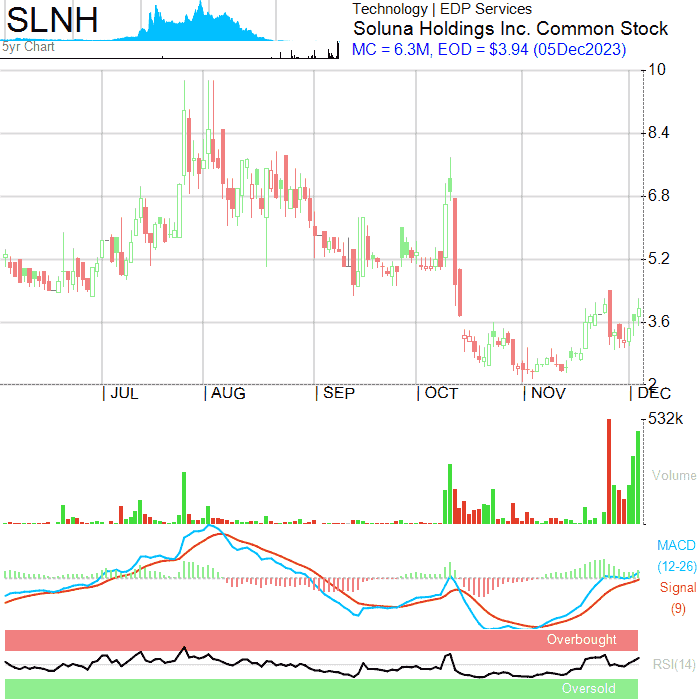 SLNH
Technology | EDP Services
Soluna Holdings Inc. Common Stock
5yr Chart
MC = 6.3M, EOD = $3.94 (05Dec2023)
10
8.4
6.8
5.2
3.6
2
| JUL | AUG | SEP | OCT | NOV | DEC
532k
Volume
MACD
(12-26)
Signal
(9)
Overbought
RSI(14)
Oversold